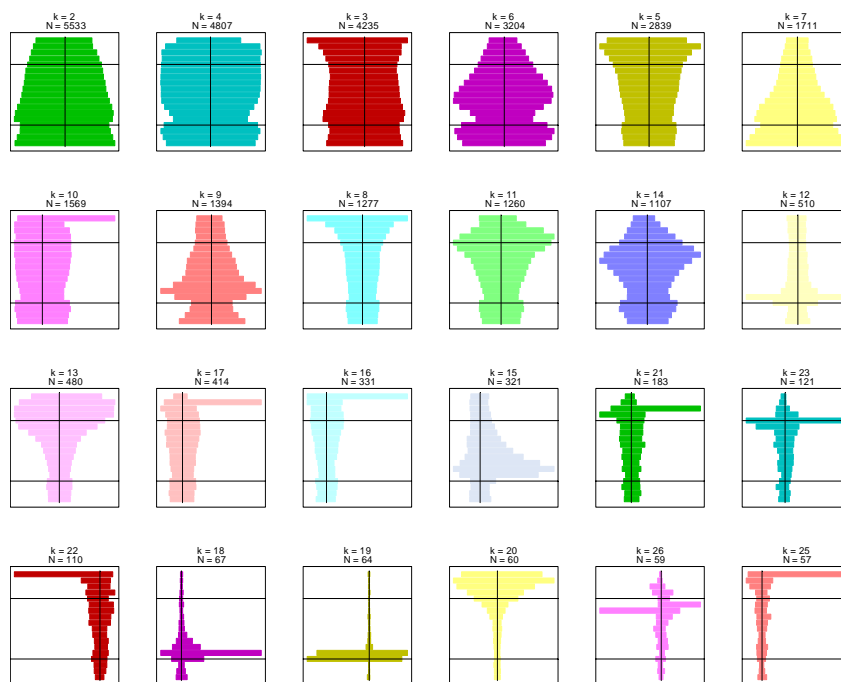 k = 2
N = 5533
k = 4
N = 4807
k = 3
N = 4235
k = 6
N = 3204
k = 5
N = 2839
k = 7
N = 1711
k = 10
N = 1569
k = 9
N = 1394
k = 8
N = 1277
k = 11
N = 1260
k = 14
N = 1107
k = 12
N = 510
k = 13
N = 480
k = 17
N = 414
k = 16
N = 331
k = 15
N = 321
k = 21
N = 183
k = 23
N = 121
k = 22
N = 110
k = 18
N = 67
k = 19
N = 64
k = 20
N = 60
k = 26
N = 59
k = 25
N = 57